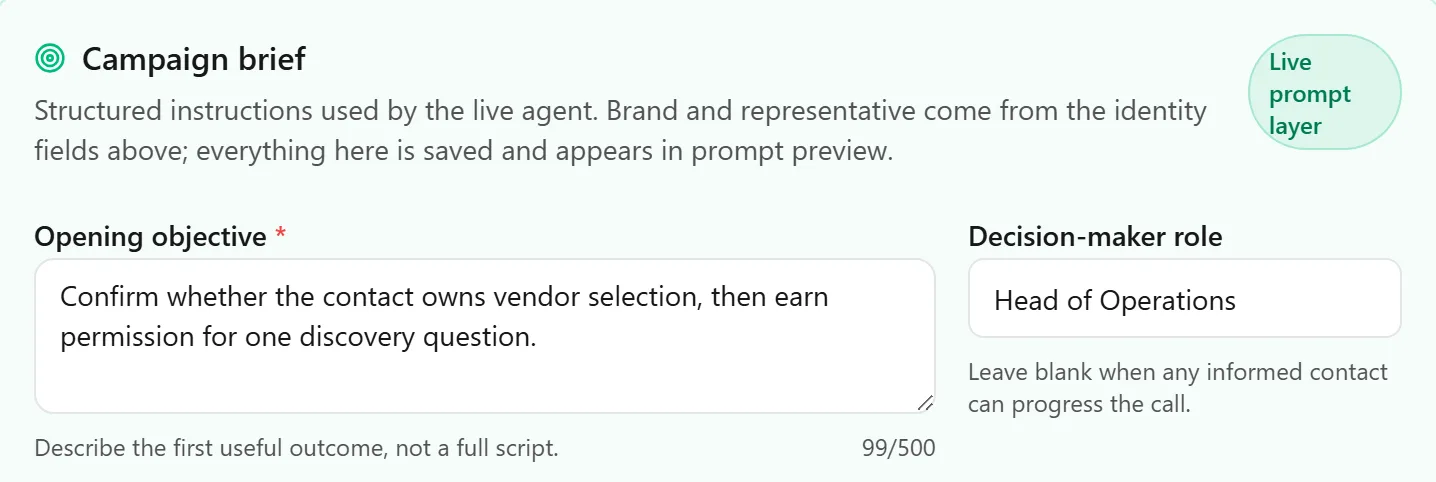 Campaign brief
Structured instructions used by the live agent. Brand and representative come from the identity
fields above; everything here is saved and appears in prompt preview.
Live
prompt
layer
Opening objective *
Confirm whether the contact owns vendor selection, then earn
permission for one discovery question.
Describe the first useful outcome, not a full script.
99/500
Decision-maker role
Head of Operations
Leave blank when any informed contact
can progress the call.